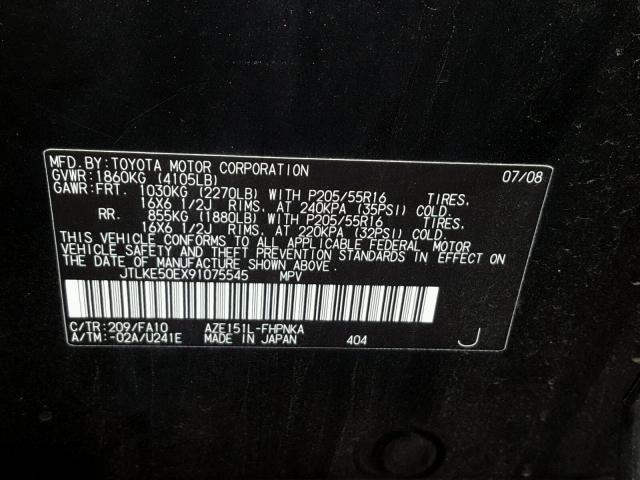 MFD. BY: TOYOTA MOTOR CORPORATION 07/08
GVWR: 1860KG (4105LB)
GAWR: FRT. 1030KG (2270LB) WITH P205/55R16 TIRES.
16X6 1/2J RIMS. AT 240KPA (35PSI) COLD.
RR. 855KG (1880LB) WITH P205/55R16 TIRES.
16X6 1/2J RIMS. AT 220KPA (32PSI) COLD.
THIS VEHICLE CONFORMS TO ALL APPLICABLE FEDERAL MOTOR
VEHICLE SAFETY AND THEFT PREVENTION STANDARDS IN EFFECT ON
THE DATE OF MANUFACTURE SHOWN ABOVE.
JTLKE50EX91075545 MPV
C/TR: 209/FA10 AZE151L-FHPNKA
A/TM: -02A/U241E MADE IN JAPAN 404 J